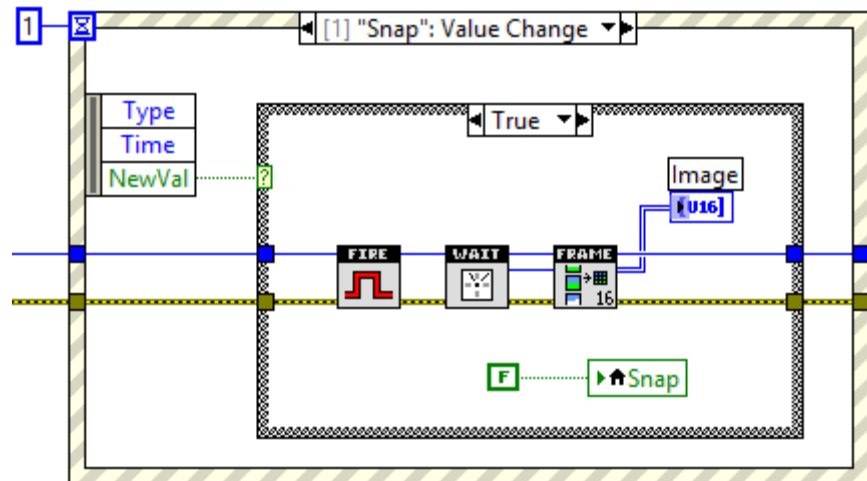 1
[1] "Snap": Value Change
Type
Time
NewVal
?
True
Image
[U16]
FIRE
WAIT
FRAME
16
F
Snap